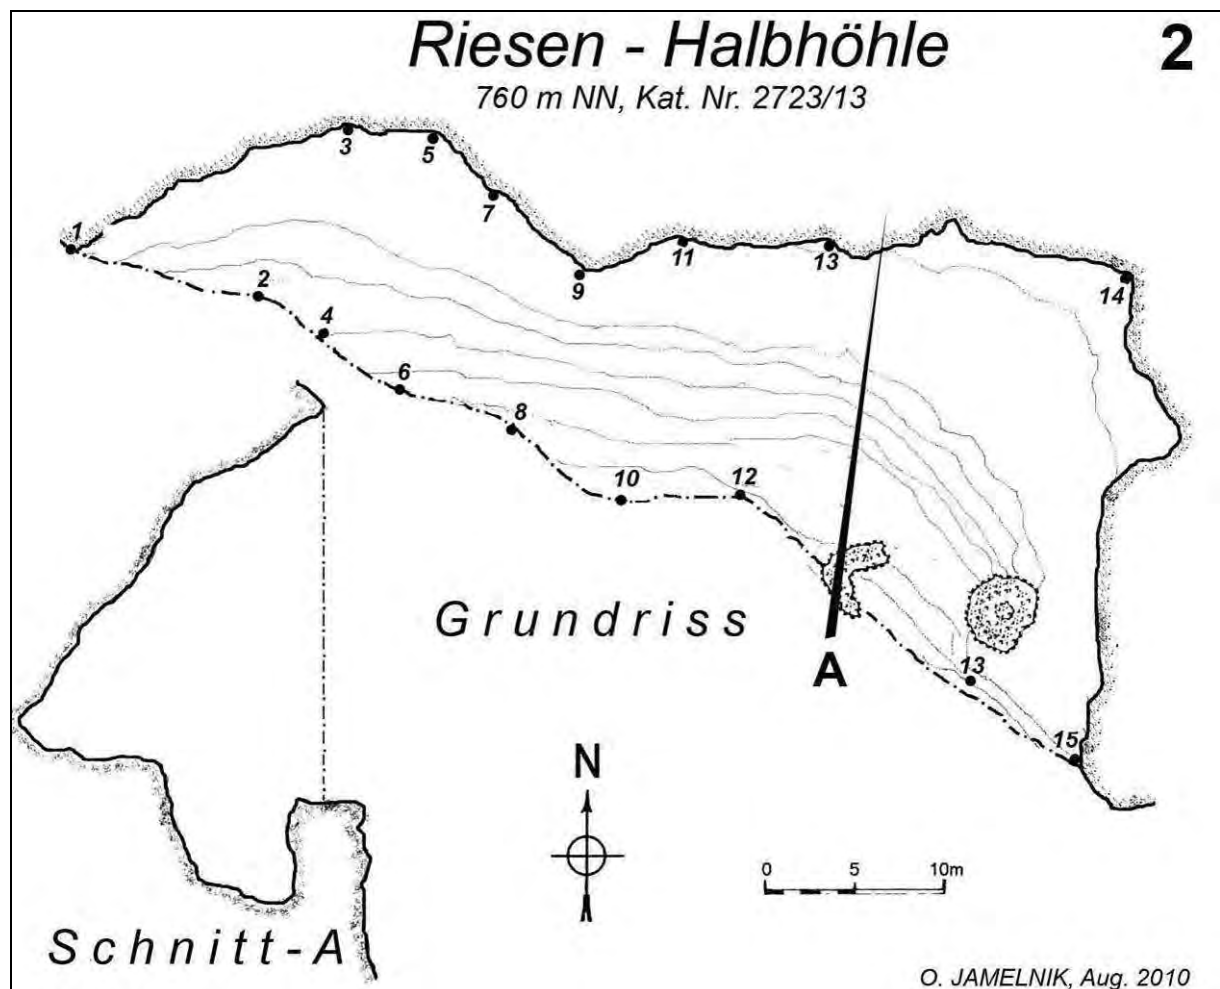 Riesen - Halbhöhle
2
760 m NN, Kat. Nr. 2723/13
3
5
7
1
11
13
9
14
2
4
6
8
10
12
Grundriss
A
13
15
N
0 5 10m
Schnitt-A
O. JAMELNIK, Aug. 2010